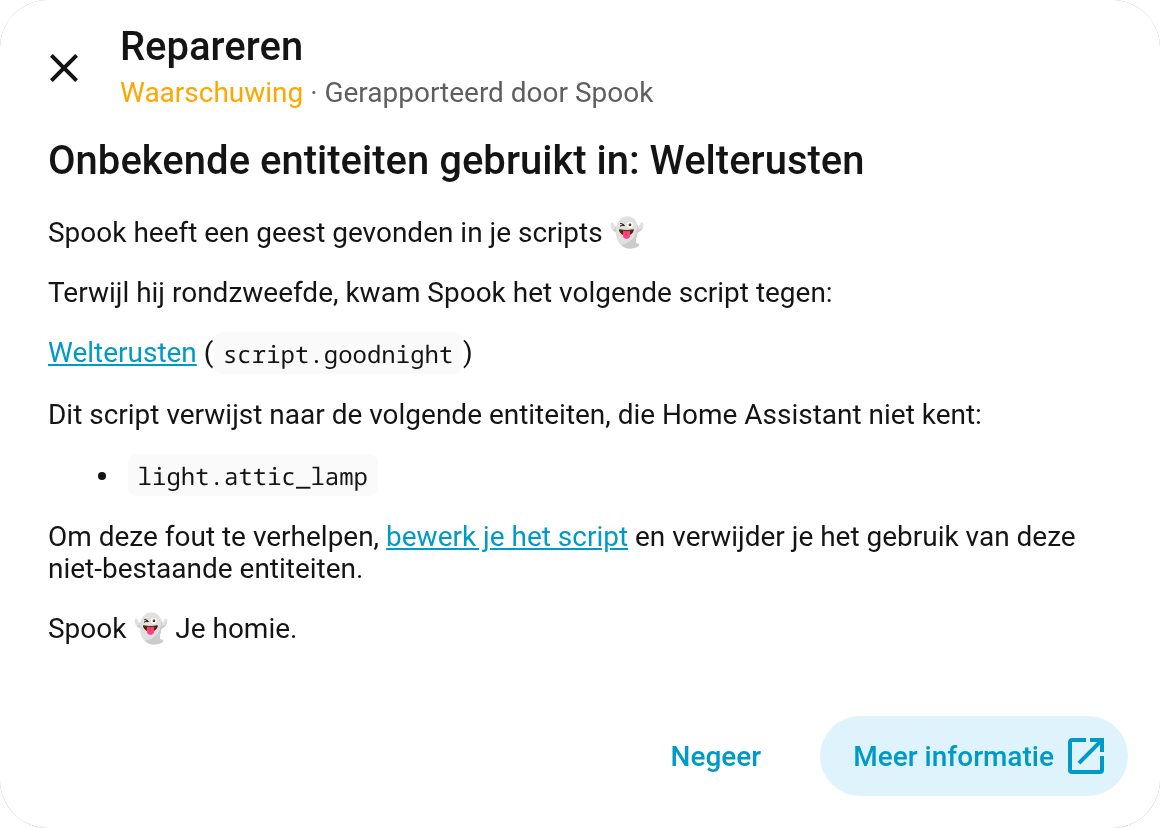 Repareren
Waarschuwing · Gerapporteerd door Spook
Onbekende entiteiten gebruikt in: Welterusten
Spook heeft een geest gevonden in je scripts 👻
Terwijl hij rondzweefde, kwam Spook het volgende script tegen:
Welterusten ( script.goodnight )
Dit script verwijst naar de volgende entiteiten, die Home Assistant niet kent:
• light.attic_lamp
Om deze fout te verhelpen, bewerk je het script en verwijder je het gebruik van deze
niet-bestaande entiteiten.
Spook 👻 Je homie.
Negeer
Meer informatie